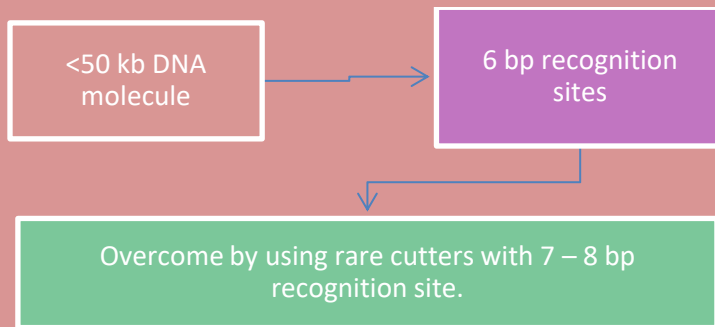 <50 kb DNA
molecule
6 bp recognition
sites
Overcome by using rare cutters with 7 – 8 bp
recognition site.